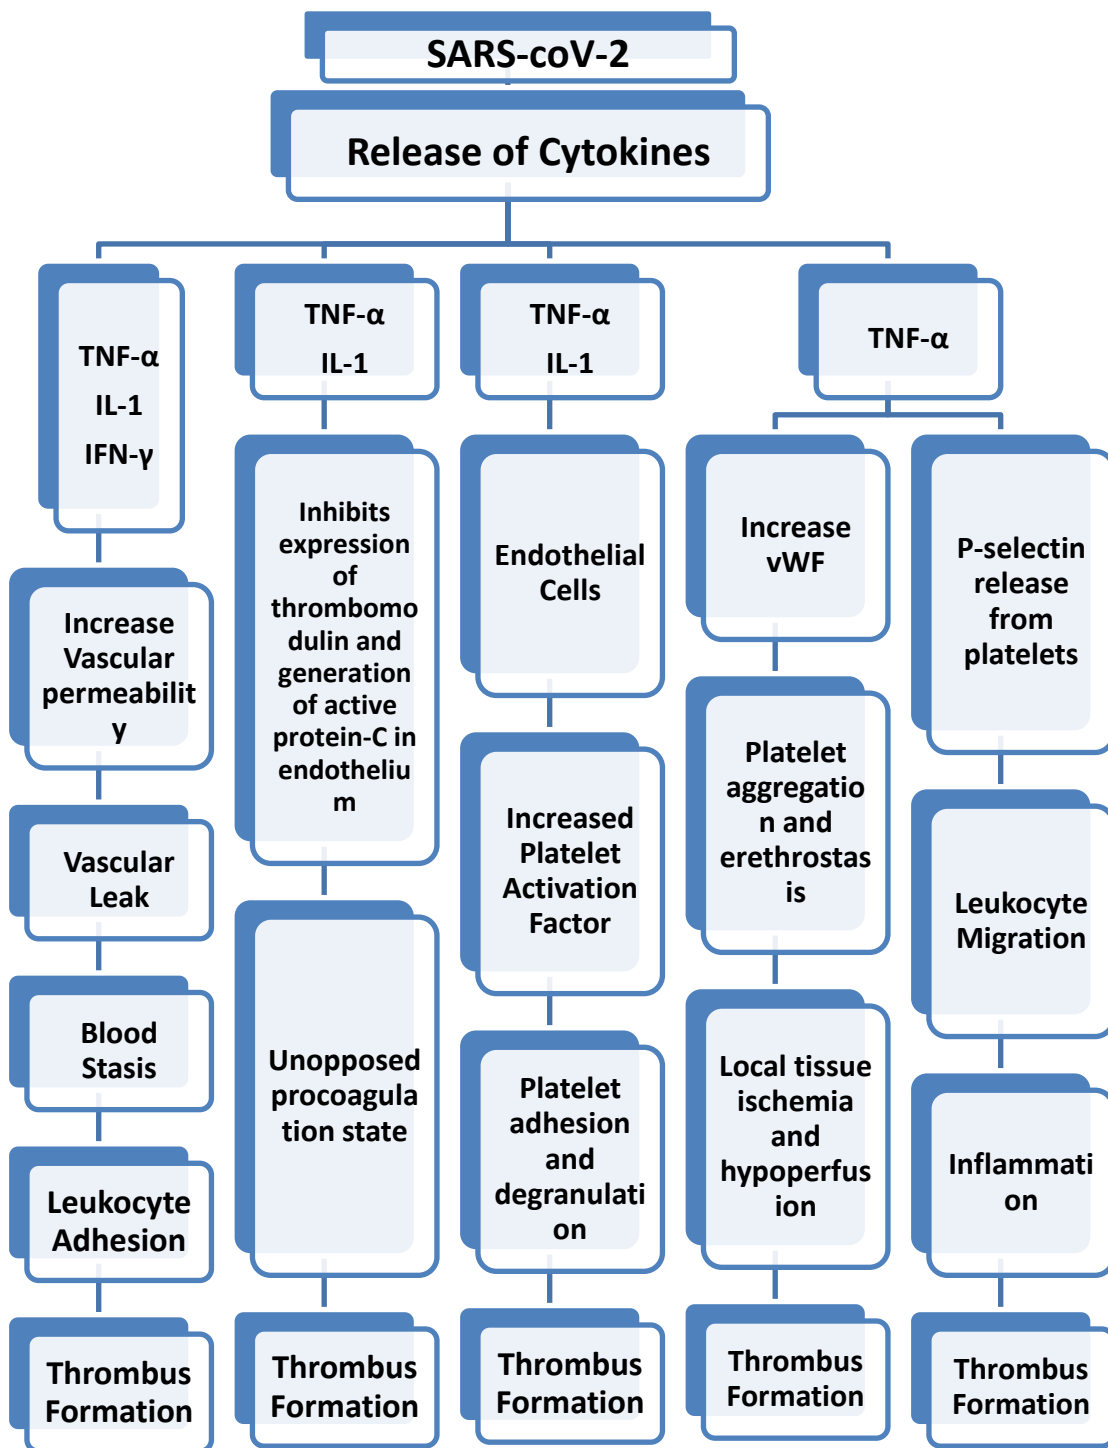 SARS-coV-2
Release of Cytokines
TNF-α
IL-1
IFN-γ
Increase
Vascular
permeabilit
y
Vascular
Leak
Blood
Stasis
Leukocyte
Adhesion
Thrombus
Formation
TNF-α
IL-1
Inhibits
expression
of
thrombomo
dulin and
generation
of active
protein-C in
endotheliu
m
Unopposed
procoagula
tion state
Thrombus
Formation
TNF-α
IL-1
Endothelial
Cells
Increased
Platelet
Activation
Factor
Platelet
adhesion
and
degranulati
on
Thrombus
Formation
TNF-α
Increase
vWF
Platelet
aggregatio
n and
erethrostas
is
Local tissue
ischemia
and
hypoperfus
ion
Thrombus
Formation
P-selectin
release
from
platelets
Leukocyte
Migration
Inflammati
on
Thrombus
Formation